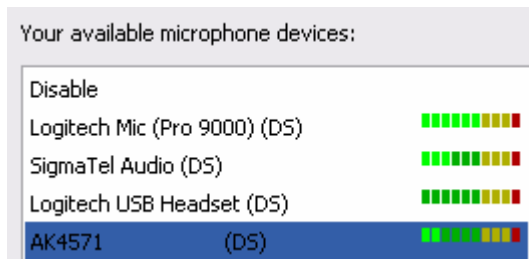 Your available microphone devices:
Disable
Logitech Mic (Pro 9000) (DS)
SigmaTel Audio (DS)
Logitech USB Headset (DS)
AK4571 (DS)